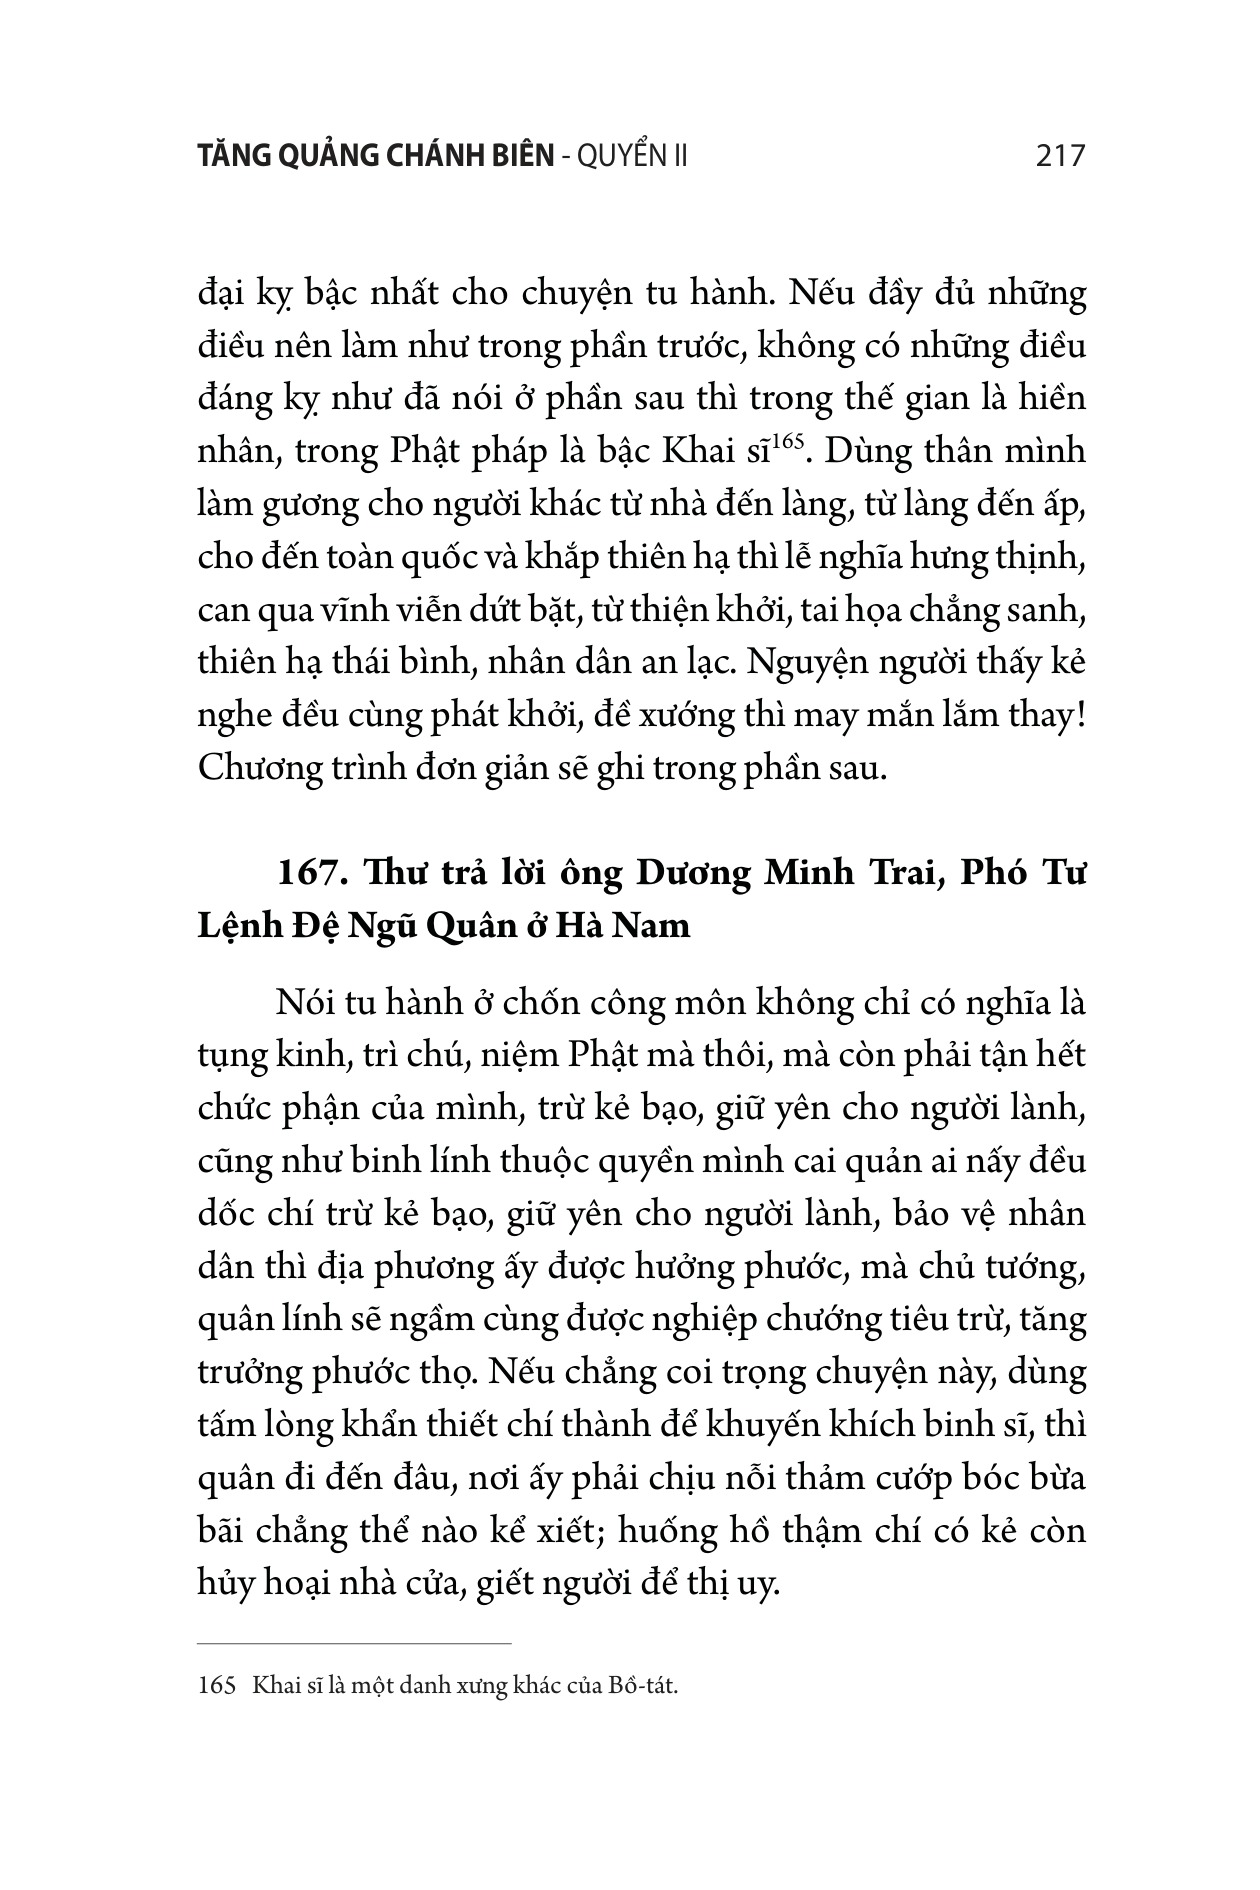 TĂNG QUẢNG CHÁNH BIÊN - QUYỂN II 217
đại kỵ bậc nhất cho chuyện tu hành. Nếu đầy đủ những
điều nên làm như trong phần trước, không có những điều
đáng kỵ như đã nói ở phần sau thì trong thế gian là hiền
nhân, trong Phật pháp là bậc Khai sĩ165. Dùng thân mình
làm gương cho người khác từ nhà đến làng, từ làng đến ấp,
cho đến toàn quốc và khắp thiên hạ thì lễ nghĩa hưng thịnh,
can qua vĩnh viễn dứt bặt, từ thiện khởi, tai họa chẳng sanh,
thiên hạ thái bình, nhân dân an lạc. Nguyện người thấy kẻ
nghe đều cùng phát khởi, đề xướng thì may mắn lắm thay!
Chương trình đơn giản sẽ ghi trong phần sau.
167. Thư trả lời ông Dương Minh Trai, Phó Tư
Lệnh Đệ Ngũ Quân ở Hà Nam
Nói tu hành ở chốn công môn không chỉ có nghĩa là
tụng kinh, trì chú, niệm Phật mà thôi, mà còn phải tận hết
chức phận của mình, trừ kẻ bạo, giữ yên cho người lành,
cũng như binh lính thuộc quyền mình cai quản ai nấy đều
dốc chí trừ kẻ bạo, giữ yên cho người lành, bảo vệ nhân
dân thì địa phương ấy được hưởng phước, mà chủ tướng,
quân lính sẽ ngầm cùng được nghiệp chướng tiêu trừ, tăng
trưởng phước thọ. Nếu chẳng coi trọng chuyện này, dùng
tấm lòng khẩn thiết chí thành để khuyến khích binh sĩ, thì
quân đi đến đâu, nơi ấy phải chịu nỗi thảm cướp bóc bừa
bãi chẳng thể nào kể xiết; huống hồ thậm chí có kẻ còn
hủy hoại nhà cửa, giết người để thị uy.
165 Khai sĩ là một danh xưng khác của Bồ-tát.